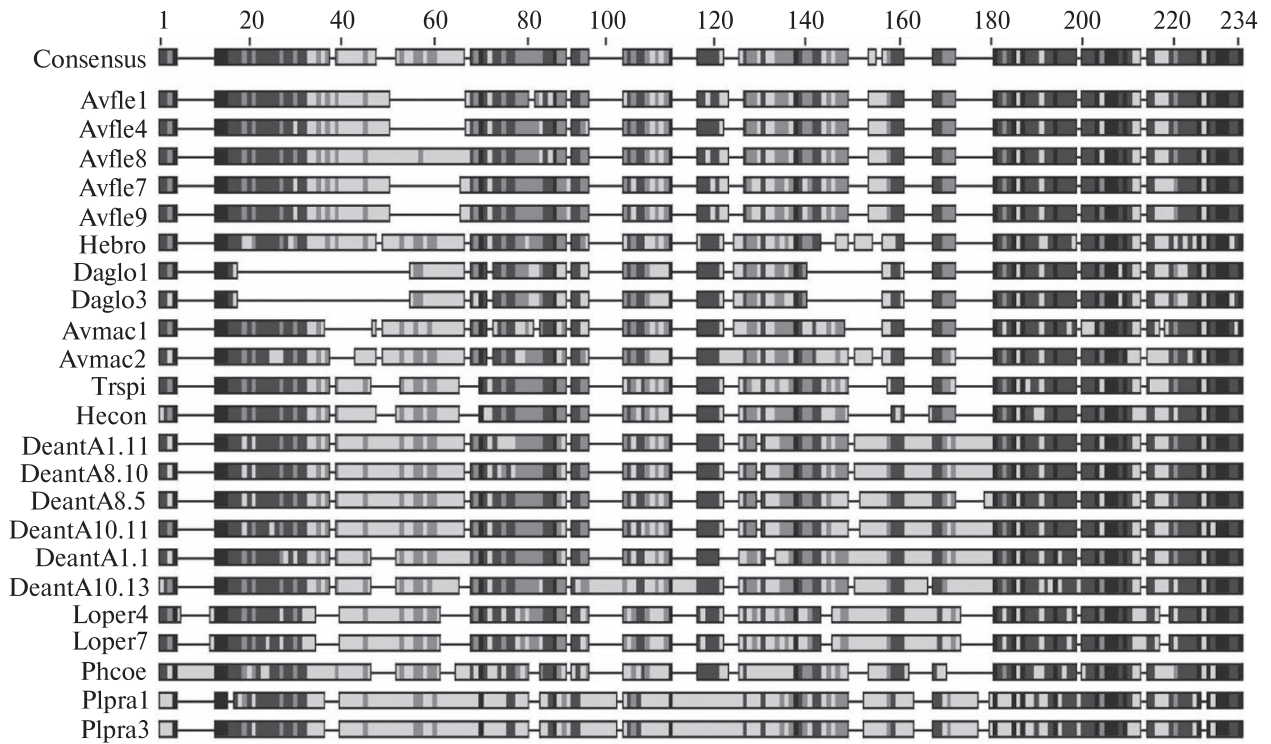 1 20 40 60 80 100 120 140 160 180 200 220 234
Consensus
Avfle1
Avfle4
Avfle8
Avfle7
Avfle9
Hebro
Daglo1
Daglo3
Avmac1
Avmac2
Trspi
Hecon
DeantA1.11
DeantA8.10
DeantA8.5
DeantA10.11
DeantA1.1
DeantA10.13
Loper4
Loper7
Phcoe
Plpra1
Plpra3